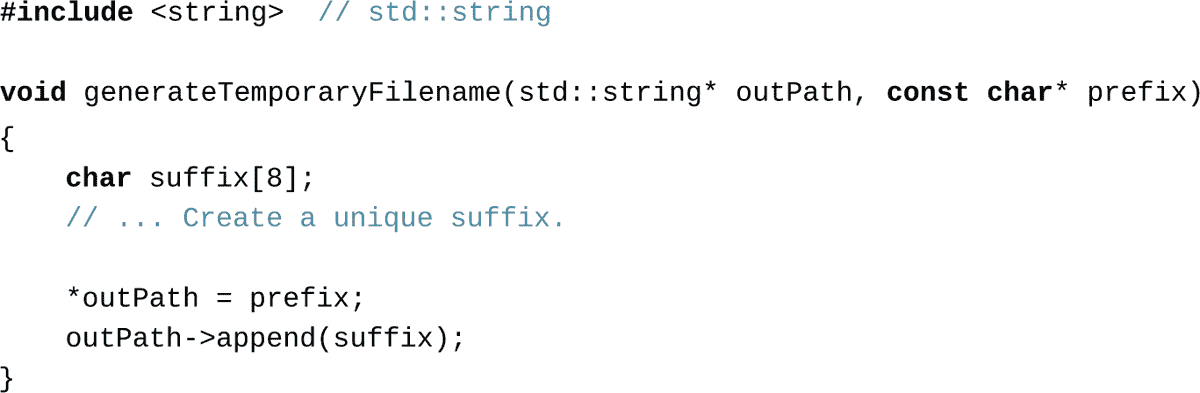 #include <string>  // std::string
void generateTemporaryFilename(std::string* outPath, const char* prefix)
{
    char suffix[8];
    // ... Create a unique suffix.
    *outPath = prefix;
    outPath->append(suffix);
}